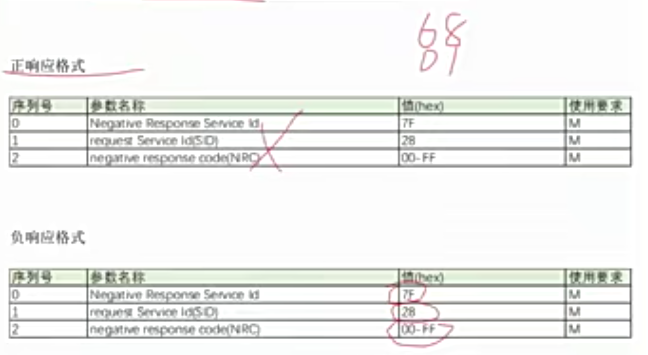 68
01
正响应格式
序列号 参数名称 值(hex) 使用要求
0 Negative Response Service Id 7F M
1 request Service Id(SID) 28 M
2 negative response code(NRC) 00-FF M
负响应格式
序列号 参数名称 值(hex) 使用要求
0 Negative Response Service Id 7F M
1 request Service Id(SID) 28 M
2 negative response code(NRC) 00-FF M